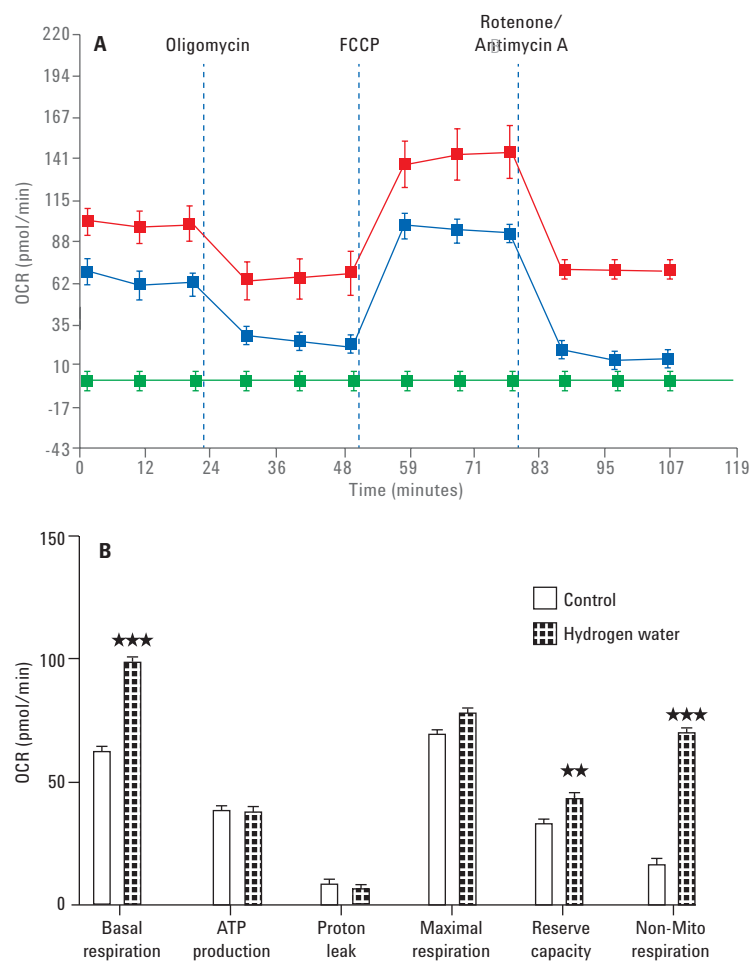 A
Oligomycin
FCCP
Rotenone/
Antimycin A
220
194
167
141
115
88
62
35
10
-17
-43
OCR (pmol/min)
0 12 24 36 48 59 71 83 95 107 119
Time (minutes)
B
150
100
50
0
OCR (pmol/min)
Control
Hydrogen water
★★★
★★
★★★
Basal ATP Proton Maximal Reserve Non-Mito
respiration production leak respiration capacity respiration